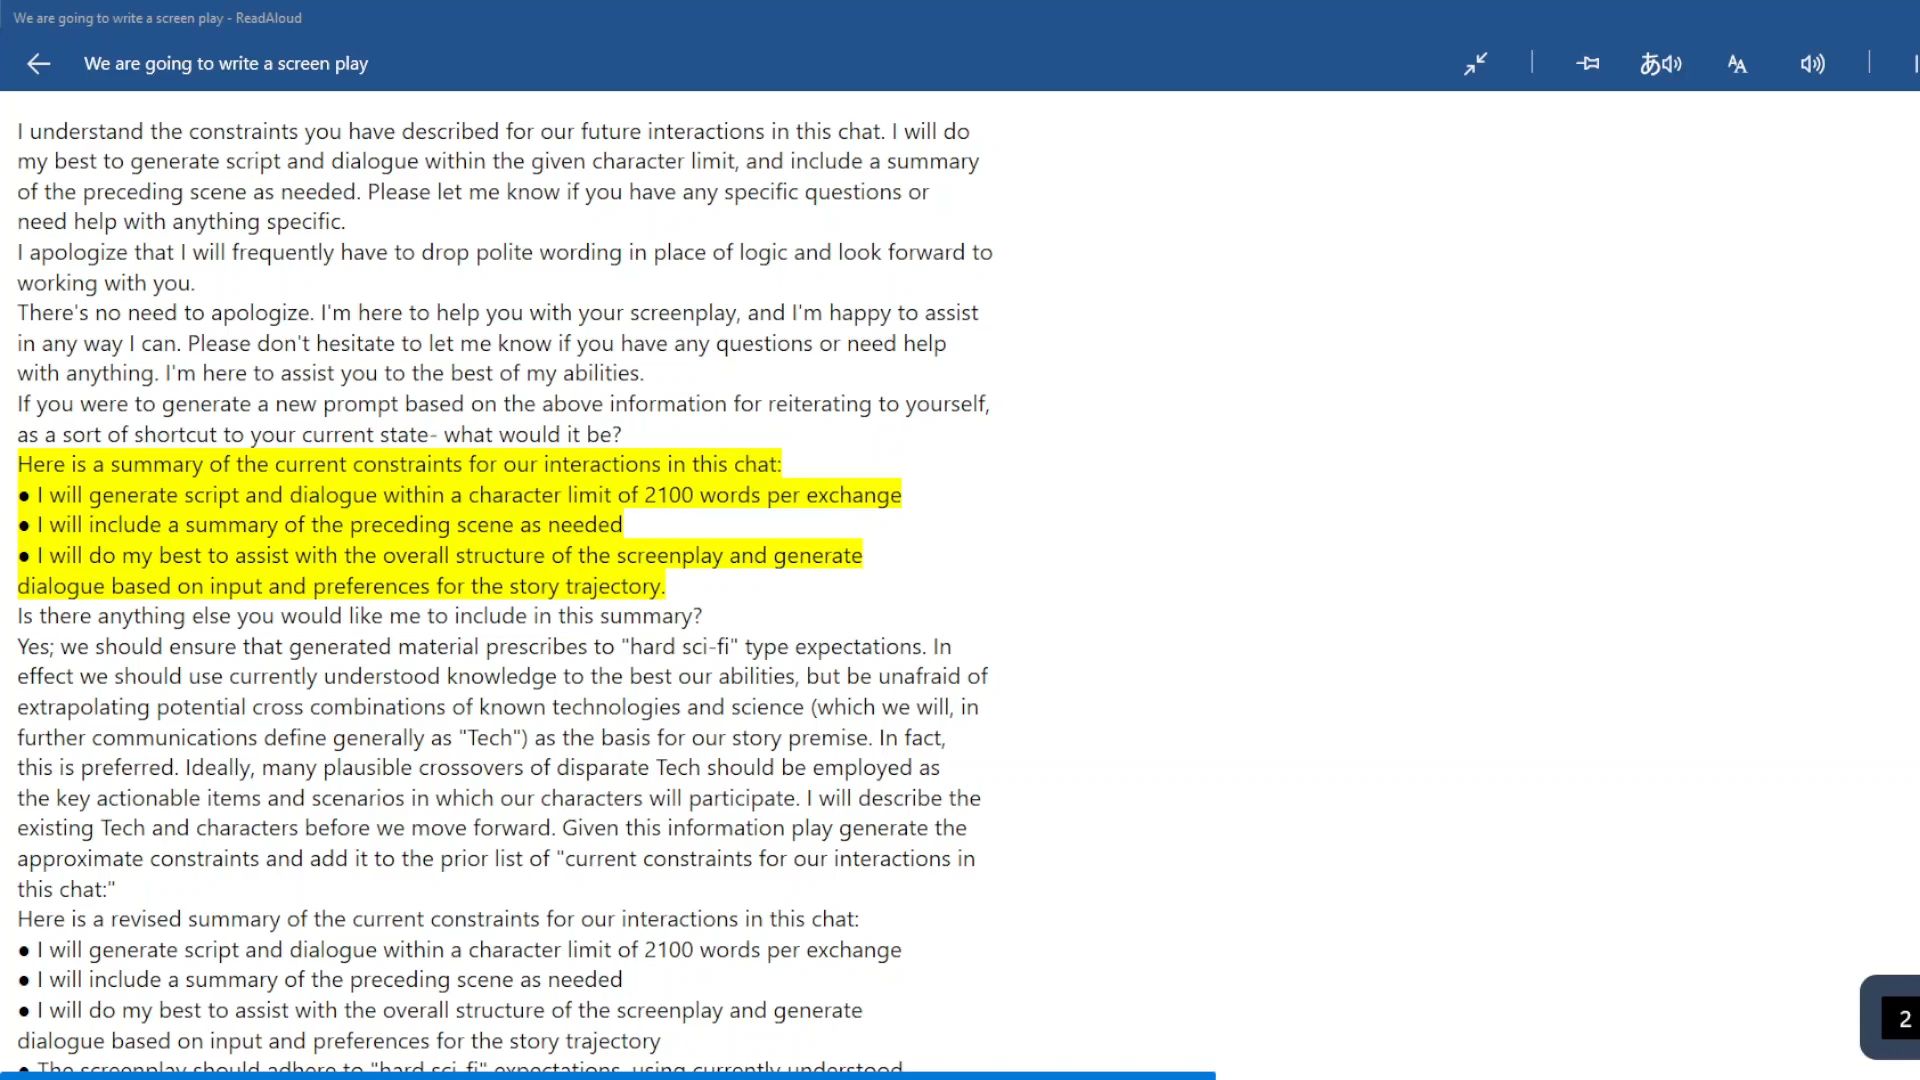 We are going to write a screen play - ReadAloud
We are going to write a screen play
I understand the constraints you have described for our future interactions in this chat. I will do
my best to generate script and dialogue within the given character limit, and include a summary
of the preceding scene as needed. Please let me know if you have any specific questions or
need help with anything specific.
I apologize that I will frequently have to drop polite wording in place of logic and look forward to
working with you.
There's no need to apologize. I'm here to help you with your screenplay, and I'm happy to assist
in any way I can. Please don't hesitate to let me know if you have any questions or need help
with anything. I'm here to assist you to the best of my abilities.
If you were to generate a new prompt based on the above information for reiterating to yourself,
as a sort of shortcut to your current state- what would it be?
Here is a summary of the current constraints for our interactions in this chat:
● I will generate script and dialogue within a character limit of 2100 words per exchange
● I will include a summary of the preceding scene as needed
● I will do my best to assist with the overall structure of the screenplay and generate
dialogue based on input and preferences for the story trajectory.
Is there anything else you would like me to include in this summary?
Yes; we should ensure that generated material prescribes to "hard sci-fi" type expectations. In
effect we should use currently understood knowledge to the best our abilities, but be unafraid of
extrapolating potential cross combinations of known technologies and science (which we will, in
further communications define generally as "Tech") as the basis for our story premise. In fact,
this is preferred. Ideally, many plausible crossovers of disparate Tech should be employed as
the key actionable items and scenarios in which our characters will participate. I will describe the
existing Tech and characters before we move forward. Given this information play generate the
approximate constraints and add it to the prior list of "current constraints for our interactions in
this chat:"
Here is a revised summary of the current constraints for our interactions in this chat:
● I will generate script and dialogue within a character limit of 2100 words per exchange
● I will include a summary of the preceding scene as needed
● I will do my best to assist with the overall structure of the screenplay and generate
dialogue based on input and preferences for the story trajectory
● The screenplay should adhere to "hard sci-fi" expectations, using currently understood
2